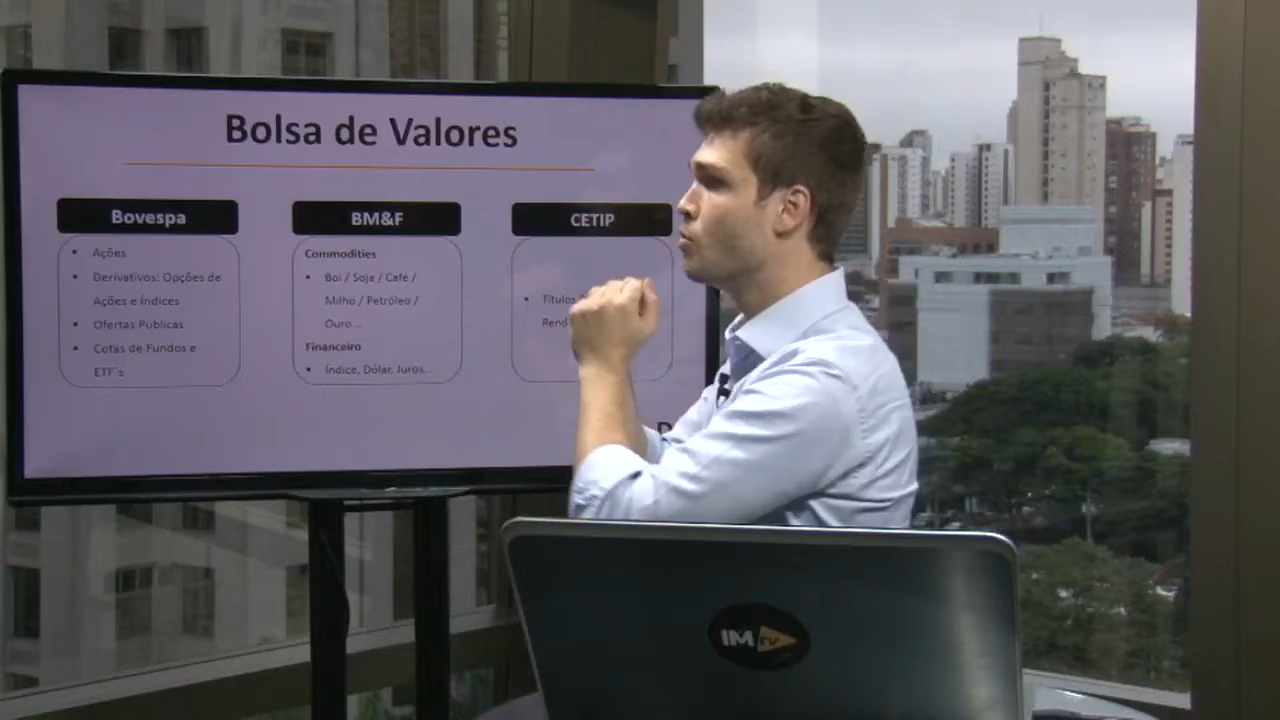 Bolsa de Valores
Bovespa
▪ Ações
▪ Derivativos: Opções de
Ações e Índices
▪ Ofertas Públicas
▪ Cotas de Fundos e
ETF's
BM&F
Commodities
▪ Boi / Soja / Café /
Milho / Petróleo /
Ouro ...
Financeiro
▪ Índice, Dólar, Juros...
CETIP
▪ Títulos
IM TV